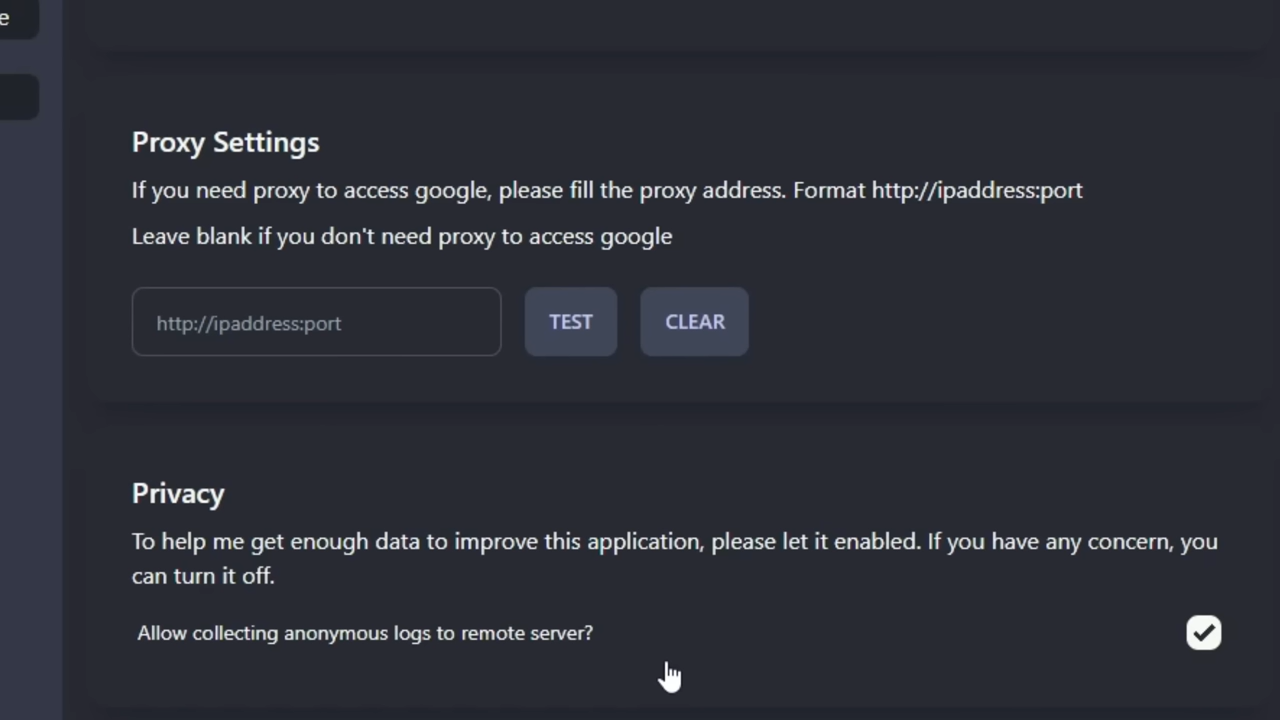 e
Proxy Settings
If you need proxy to access google, please fill the proxy address. Format http://ipaddress:port
Leave blank if you don't need proxy to access google
http://ipaddress:port
TEST
CLEAR
Privacy
To help me get enough data to improve this application, please let it enabled. If you have any concern, you
can turn it off.
Allow collecting anonymous logs to remote server?